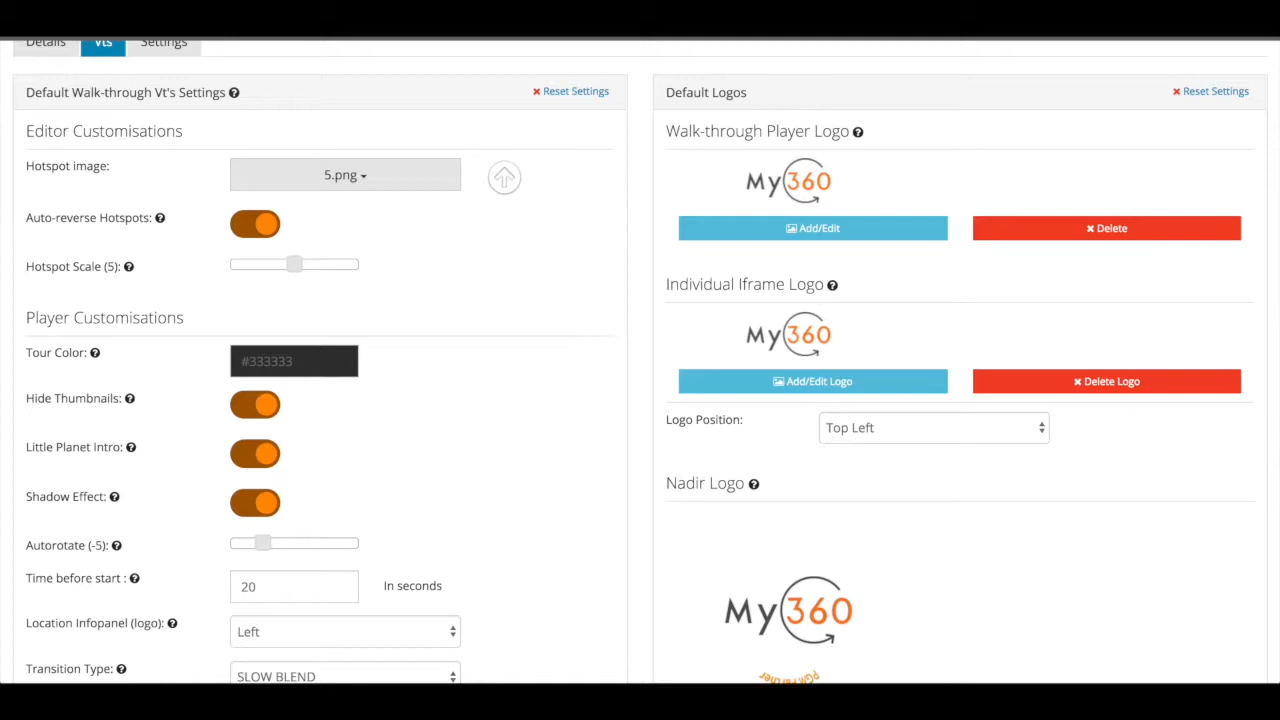 Details Vts Settings
Default Walk-through Vt's Settings
Reset Settings
Editor Customisations
Hotspot image:
5.png
Auto-reverse Hotspots:
Hotspot Scale (5):
Player Customisations
Tour Color:
#333333
Hide Thumbnails:
Little Planet Intro:
Shadow Effect:
Autorotate (-5):
Time before start :
20
In seconds
Location Infopanel (logo):
Left
Transition Type:
SLOW BLEND
Default Logos
Reset Settings
Walk-through Player Logo
My360
Add/Edit
Delete
Individual Iframe Logo
My360
Add/Edit Logo
Delete Logo
Logo Position:
Top Left
Nadir Logo
My360
PGM Partner